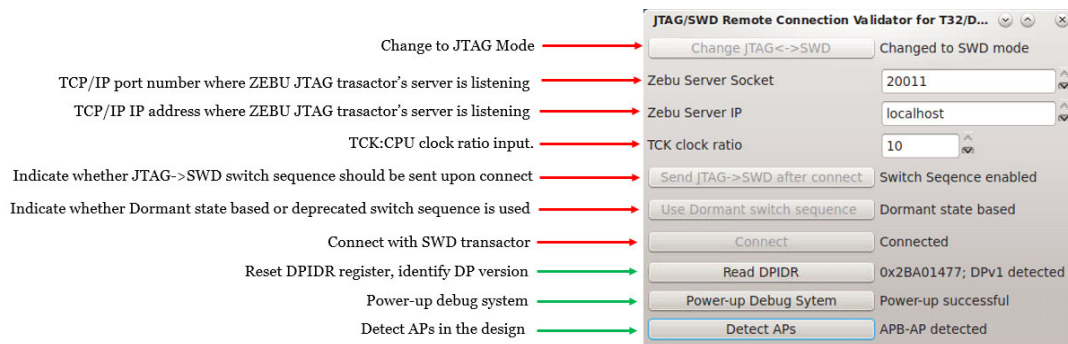 JTAG/SWD Remote Connection Validator for T32/D...
Change to JTAG Mode Change JTAG<->SWD Changed to SWD mode
TCP/IP port number where ZEBU JTAG trasactor's server is listening Zebu Server Socket 20011
TCP/IP IP address where ZEBU JTAG trasactor's server is listening Zebu Server IP localhost
TCK:CPU clock ratio input. TCK clock ratio 10
Indicate whether JTAG->SWD switch sequence should be sent upon connect Send JTAG->SWD after connect Switch Seqence enabled
Indicate whether Dormant state based or deprecated switch sequence is used Use Dormant switch sequence Dormant state based
Connect with SWD transactor Connect Connected
Reset DPIDR register, identify DP version Read DPIDR 0x2BA01477; DPv1 detected
Power-up debug system Power-up Debug Sytem Power-up successful
Detect APs in the design Detect APs APB-AP detected